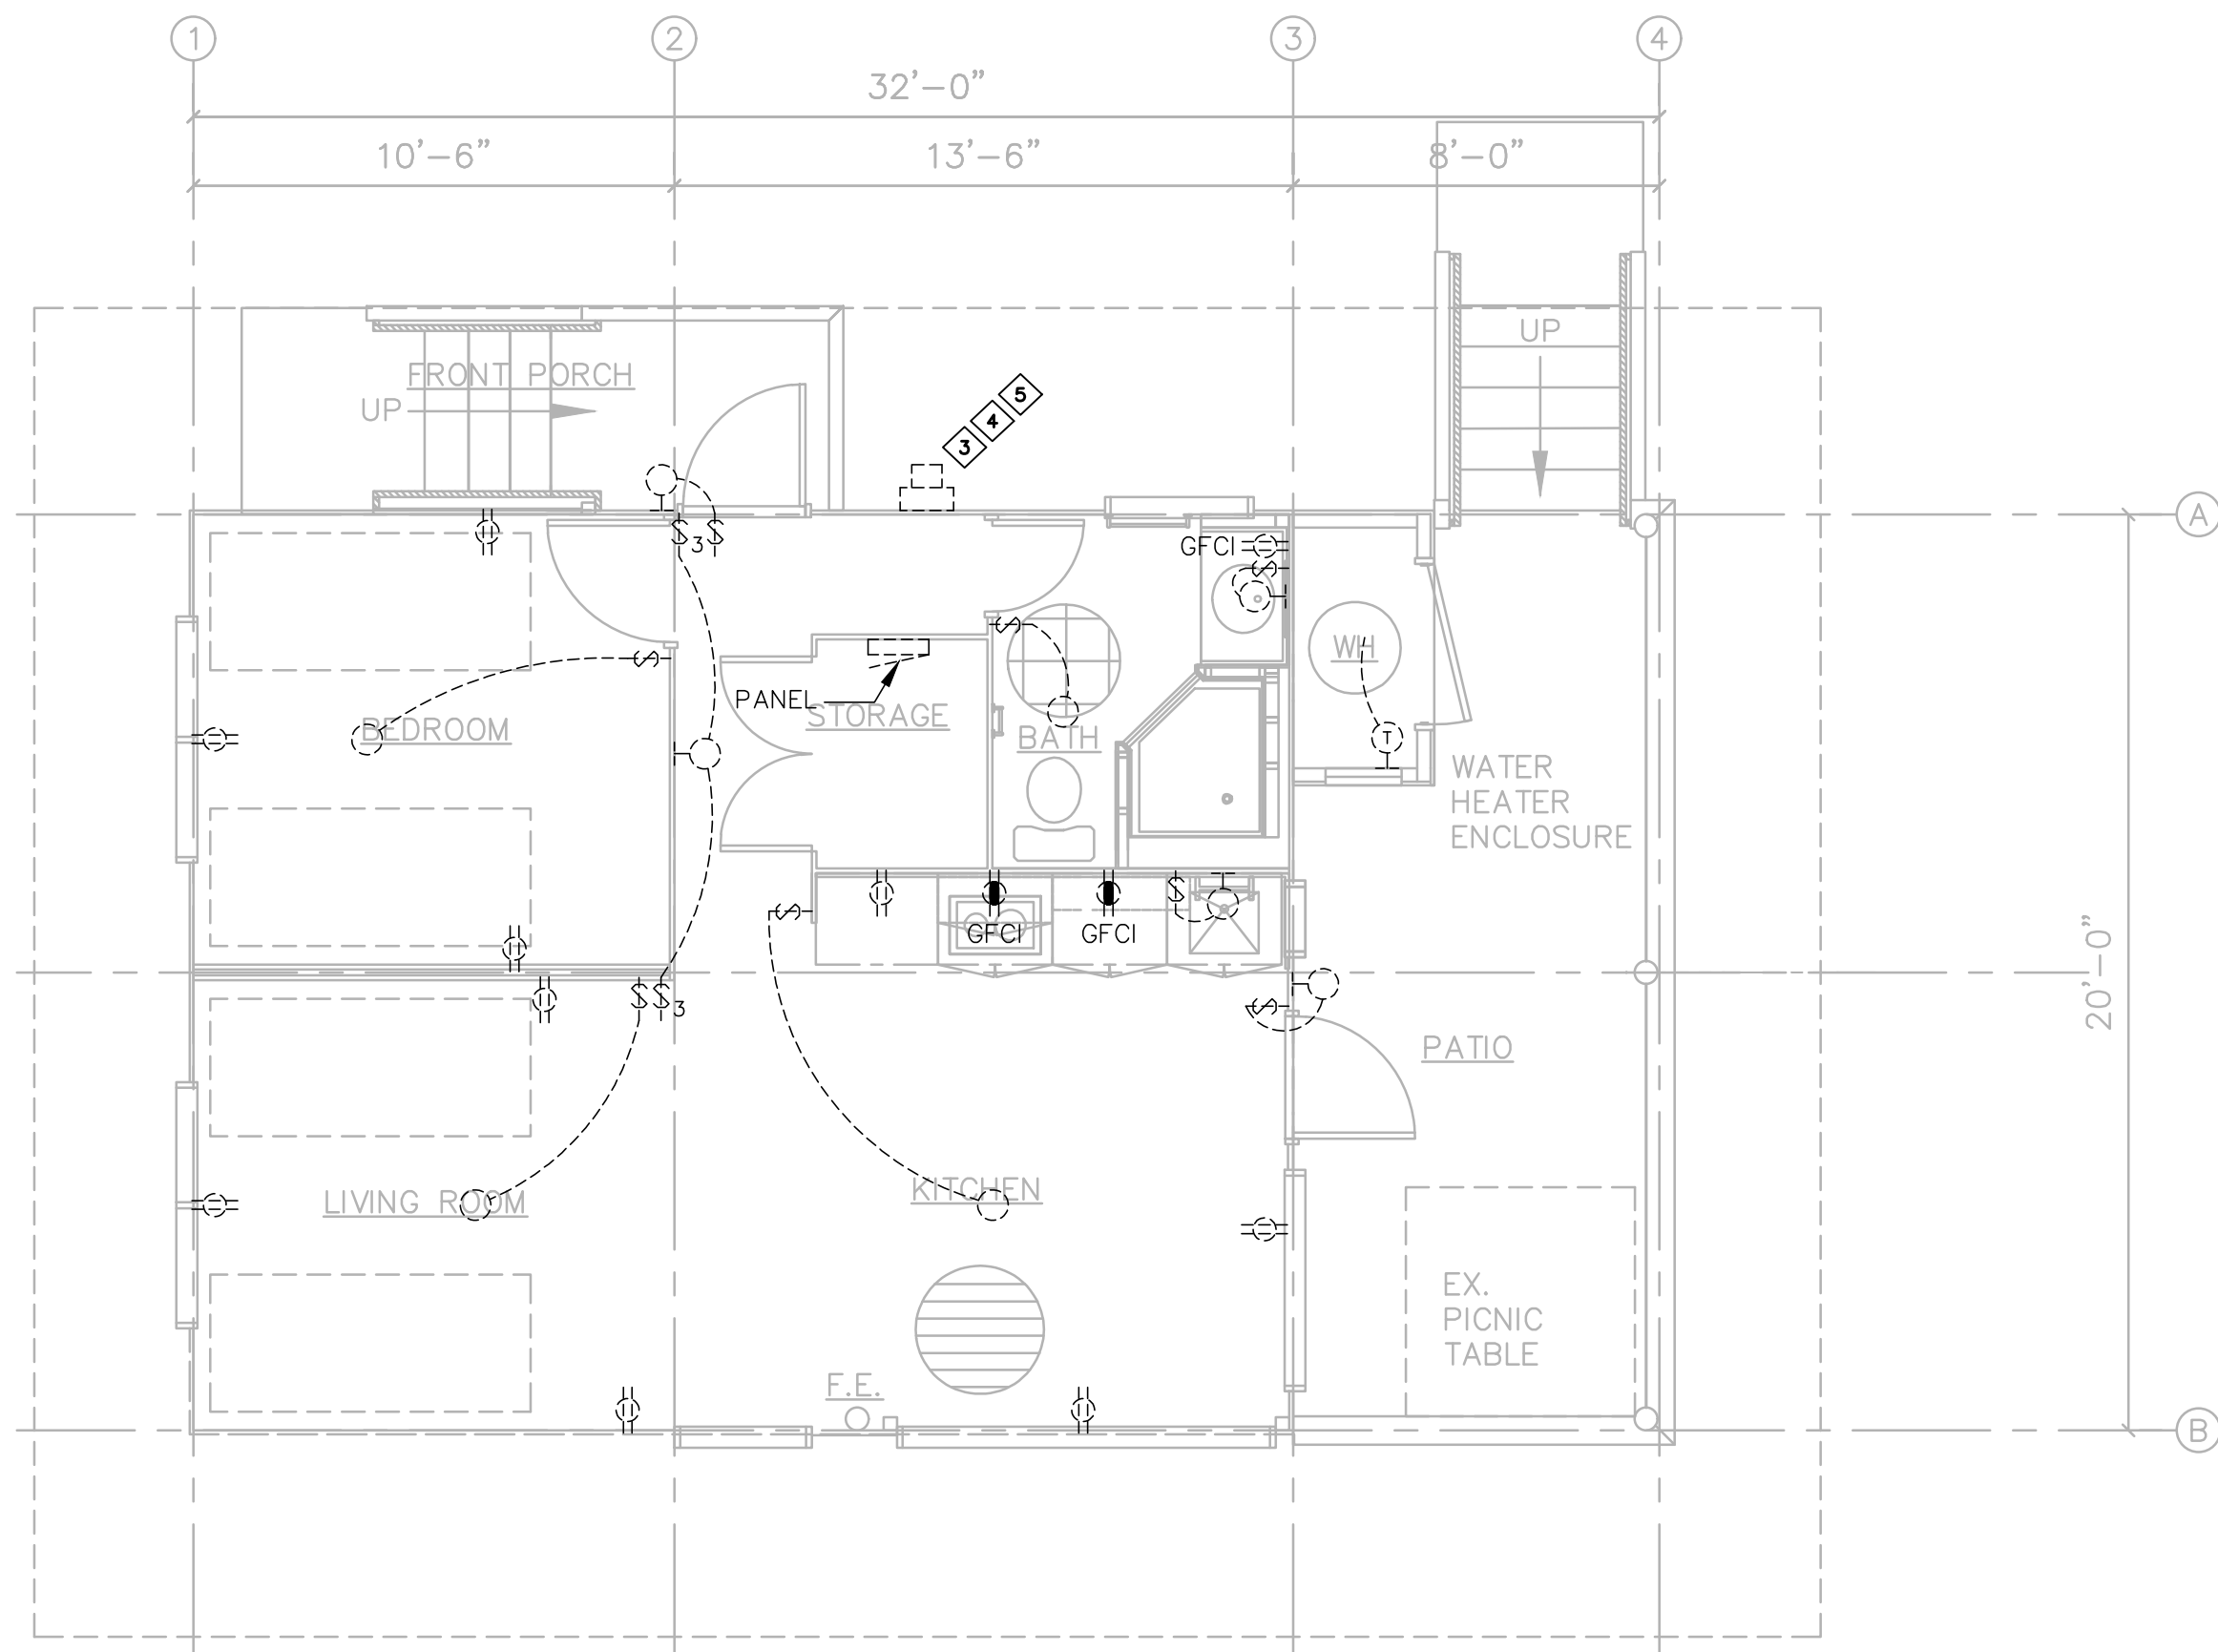 1
2
3
4
32'-0"
10'-6"
13'-6"
8'-0"
UP
FRONT PORCH
UP
5
4
3
A
$
3
$
GFCI
$
$
$
WH
PANEL
STORAGE
BEDROOM
BATH
WATER
HEATER
ENCLOSURE
T
$
$
GFCI
GFCI
20'-0"
$
$
3
$
PATIO
LIVING ROOM
KITCHEN
EX.
PICNIC
TABLE
F.E.
B